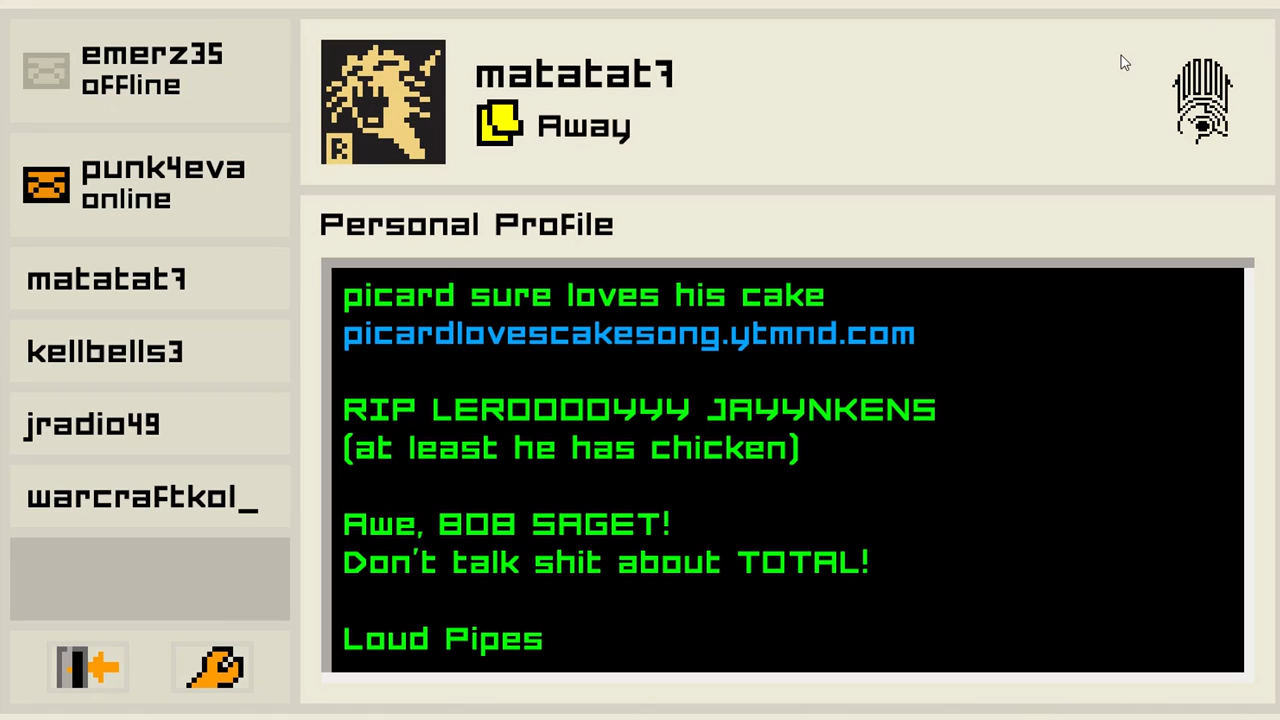 emerz35
offline
punk4eva
online
matatat7
kellbells3
jradio49
warcraftkol_
matatat7
Away
R
Personal Profile
picard sure loves his cake
picardlovescakesong.ytmnd.com
RIP LEROOOOYYY JAYYNKENS
(at least he has chicken)
Awe, BOB SAGET!
Don't talk shit about TOTAL!
Loud Pipes